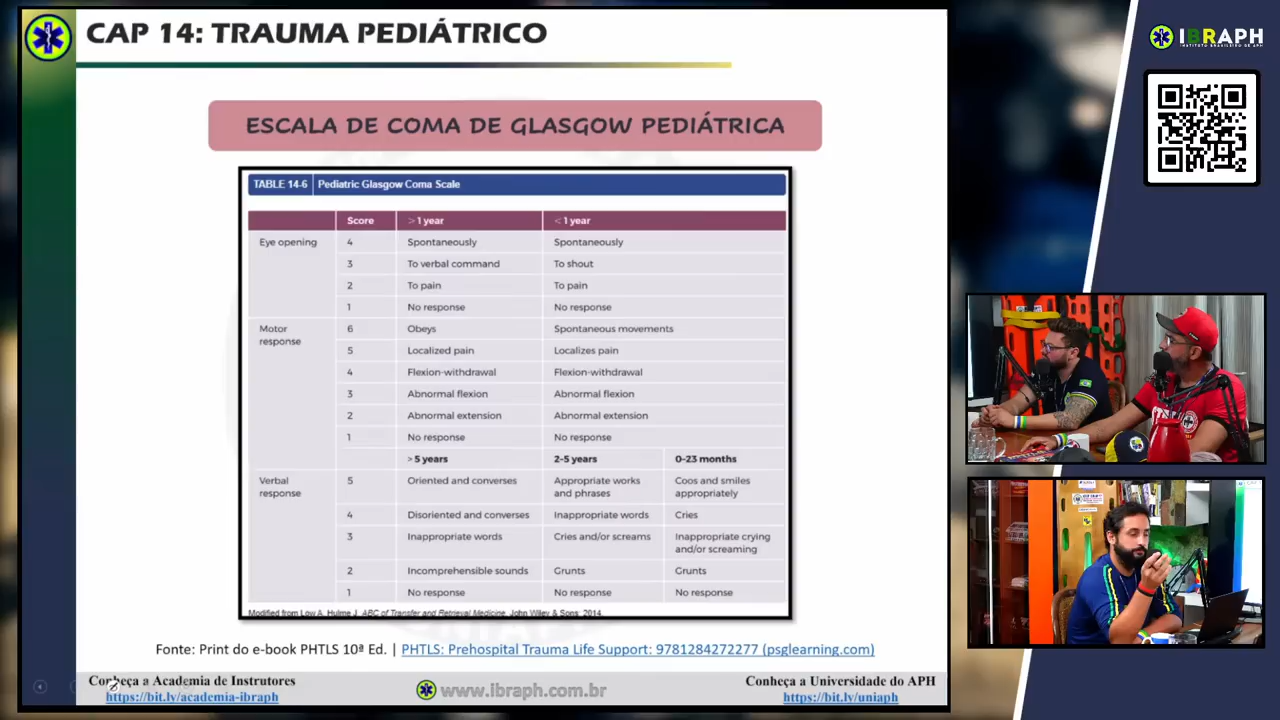 CAP 14: TRAUMA PEDIÁTRICO
IBRAPH
INSTITUTO BRASILEIRO DE APH
ESCALA DE COMA DE GLASGOW PEDIÁTRICA
TABLE 14-6 Pediatric Glasgow Coma Scale
Score > 1 year < 1 year
Eye opening 4 Spontaneously Spontaneously
3 To verbal command To shout
2 To pain To pain
1 No response No response
Motor response 6 Obeys Spontaneous movements
5 Localized pain Localizes pain
4 Flexion-withdrawal Flexion-withdrawal
3 Abnormal flexion Abnormal flexion
2 Abnormal extension Abnormal extension
1 No response No response
> 5 years 2-5 years 0-23 months
Verbal response 5 Oriented and converses Appropriate works and phrases Coos and smiles appropriately
4 Disoriented and converses Inappropriate words Cries
3 Inappropriate words Cries and/or screams Inappropriate crying and/or screaming
2 Incomprehensible sounds Grunts Grunts
1 No response No response No response
Modified from Low A, Hulme J. ABC of Transfer and Retrieval Medicine. John Wiley & Sons; 2014.
Fonte: Print do e-book PHTLS 10ª Ed. | PHTLS: Prehospital Trauma Life Support: 9781284272277 (psglearning.com)
Conheça a Academia de Instrutores
https://bit.ly/academia-ibraph
www.ibraph.com.br
Conheça a Universidade do APH
https://bit.ly/uniaph